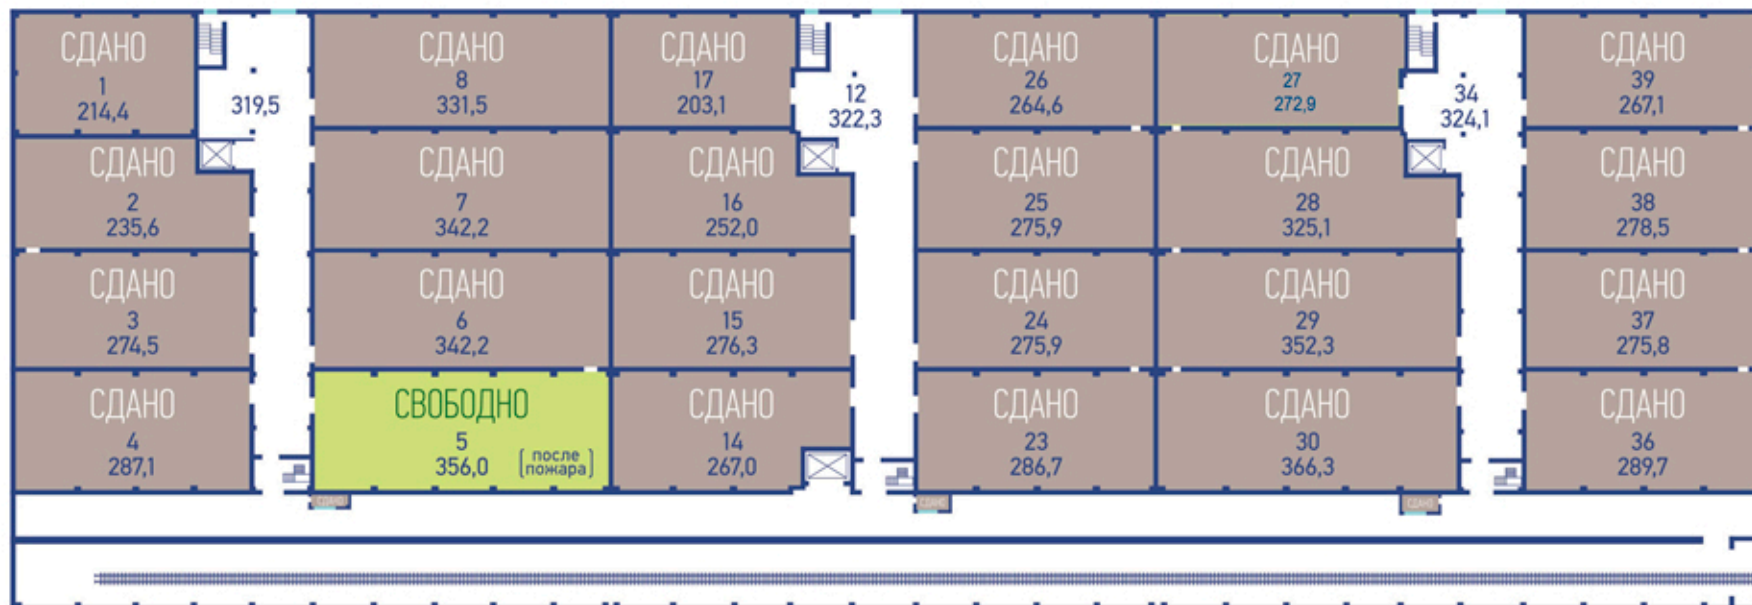 СДАНО
1
214,4
319,5
СДАНО
8
331,5
СДАНО
17
203,1
12
322,3
СДАНО
26
264,6
СДАНО
27
272,9
34
324,1
СДАНО
39
267,1
СДАНО
2
235,6
СДАНО
7
342,2
СДАНО
16
252,0
СДАНО
25
275,9
СДАНО
28
325,1
СДАНО
38
278,5
СДАНО
3
274,5
СДАНО
6
342,2
СДАНО
15
276,3
СДАНО
24
275,9
СДАНО
29
352,3
СДАНО
37
275,8
СДАНО
4
287,1
СВОБОДНО
5
356,0
(после
пожара)
СДАНО
14
267,0
СДАНО
23
286,7
СДАНО
30
366,3
СДАНО
36
289,7
СДАНО
СДАНО
СДАНО